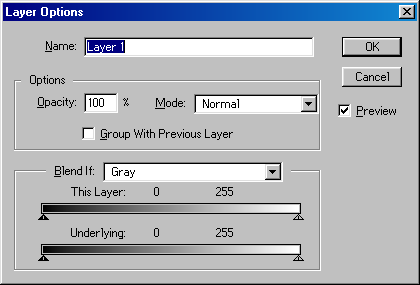 Layer Options
Name: Layer 1
OK
Options
Cancel
Opacity: 100 % Mode: Normal
Preview
Group With Previous Layer
Blend If: Gray
This Layer: 0 255
Underlying: 0 255